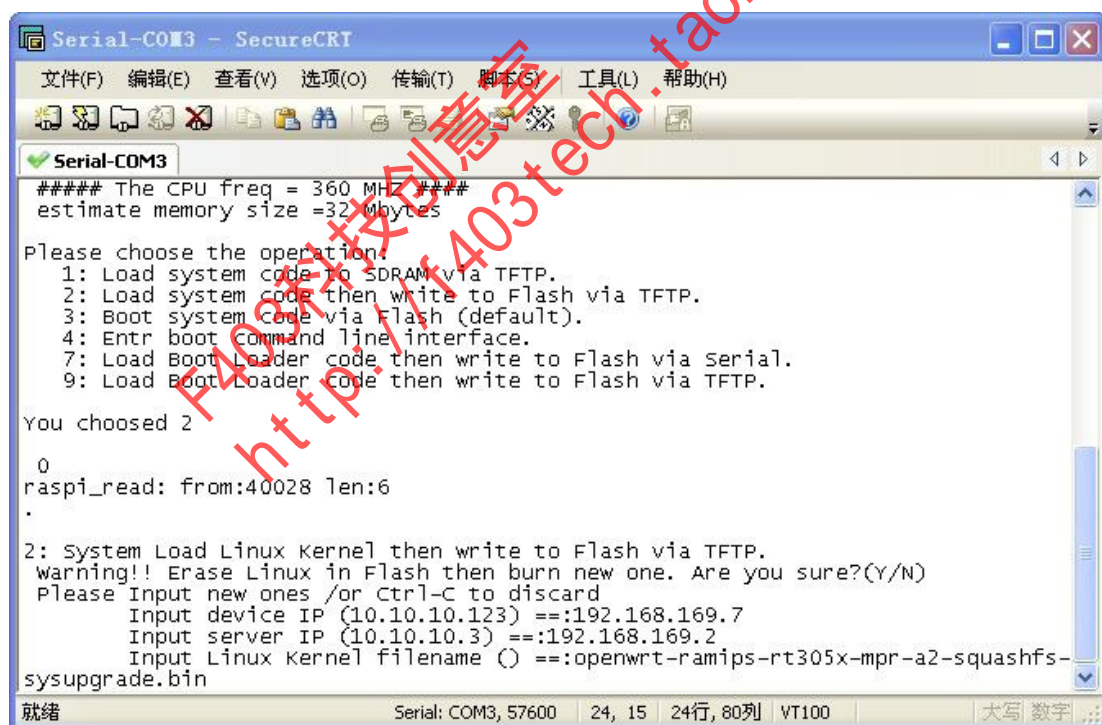 Serial-COM3 - SecureCRT
文件(F) 编辑(E) 查看(V) 选项(O) 传输(T) 脚本(S) 工具(L) 帮助(H)
Serial-COM3
##### The CPU freq = 360 MHZ ####
estimate memory size =32 Mbytes
Please choose the operation:
1: Load system code to SDRAM via TFTP.
2: Load system code then write to Flash via TFTP.
3: Boot system code via Flash (default).
4: Entr boot command line interface.
7: Load Boot Loader code then write to Flash via Serial.
9: Load Boot Loader code then write to Flash via TFTP.
You choosed 2
0
raspi_read: from:40028 len:6
.
2: System Load Linux Kernel then write to Flash via TFTP.
Warning!! Erase Linux in Flash then burn new one. Are you sure?(Y/N)
Please Input new ones /or Ctrl-C to discard
Input device IP (10.10.10.123) ==:192.168.169.7
Input server IP (10.10.10.3) ==:192.168.169.2
Input Linux Kernel filename () ==:openwrt-ramips-rt305x-mpr-a2-squashfs-
sysupgrade.bin
就绪 Serial: COM3, 57600 24, 15 24行, 80列 VT100 大写 数字
F403科技创意室
http://f403tech.tao